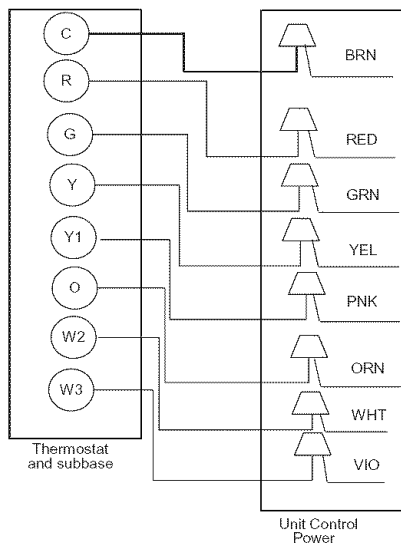 C
BRN
R
RED
G
GRN
Y
YEL
Y1
PNK
O
ORN
W2
WHT
W3
VIO
Thermostat
and subbase
Unit Control
Power